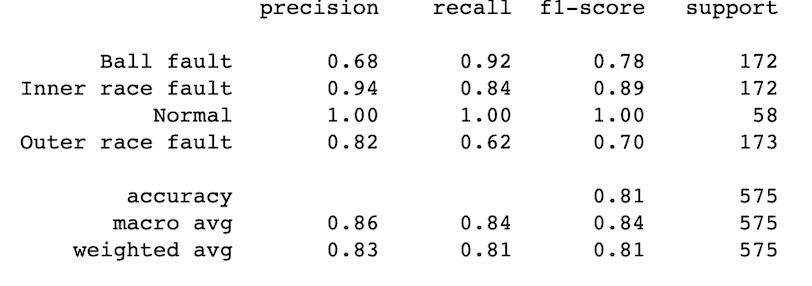 precision recall f1-score support
Ball fault 0.68 0.92 0.78 172
Inner race fault 0.94 0.84 0.89 172
Normal 1.00 1.00 1.00 58
Outer race fault 0.82 0.62 0.70 173
accuracy 0.81 575
macro avg 0.86 0.84 0.84 575
weighted avg 0.83 0.81 0.81 575